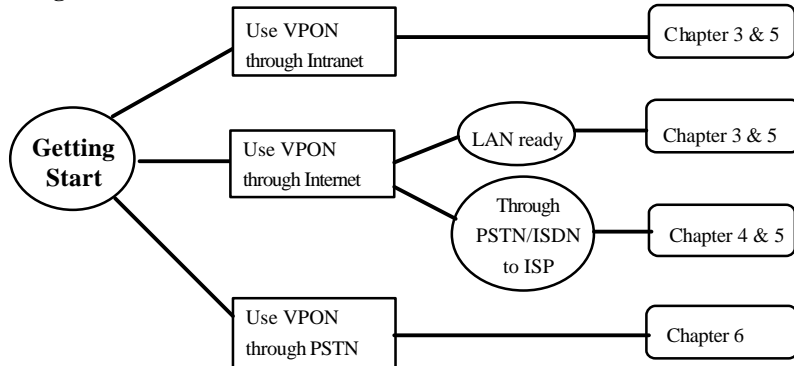 Use VPON
through Intranet
Chapter 3 & 5
Getting
Start
Use VPON
through Internet
LAN ready
Chapter 3 & 5
Through
PSTN/ISDN
to ISP
Chapter 4 & 5
Use VPON
through PSTN
Chapter 6